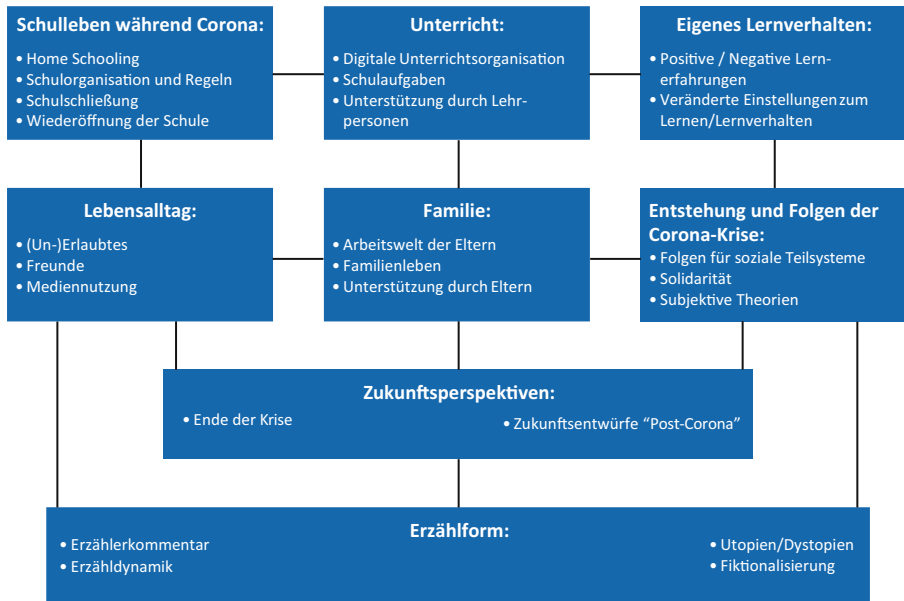 Schulleben während Corona:
• Home Schooling
• Schulorganisation und Regeln
• Schulschließung
• Wiederöffnung der Schule
Unterricht:
• Digitale Unterrichtsorganisation
• Schulaufgaben
• Unterstützung durch Lehr-
personen
Eigenes Lernverhalten:
• Positive / Negative Lern-
erfahrungen
• Veränderte Einstellungen zum
Lernen/Lernverhalten
Lebensalltag:
• (Un-)Erlaubtes
• Freunde
• Mediennutzung
Familie:
• Arbeitswelt der Eltern
• Familienleben
• Unterstützung durch Eltern
Entstehung und Folgen der
Corona-Krise:
• Folgen für soziale Teilsysteme
• Solidarität
• Subjektive Theorien
Zukunftsperspektiven:
• Ende der Krise
• Zukunftsentwürfe “Post-Corona”
Erzählform:
• Erzählerkommentar
• Erzähldynamik
• Utopien/Dystopien
• Fiktionalisierung